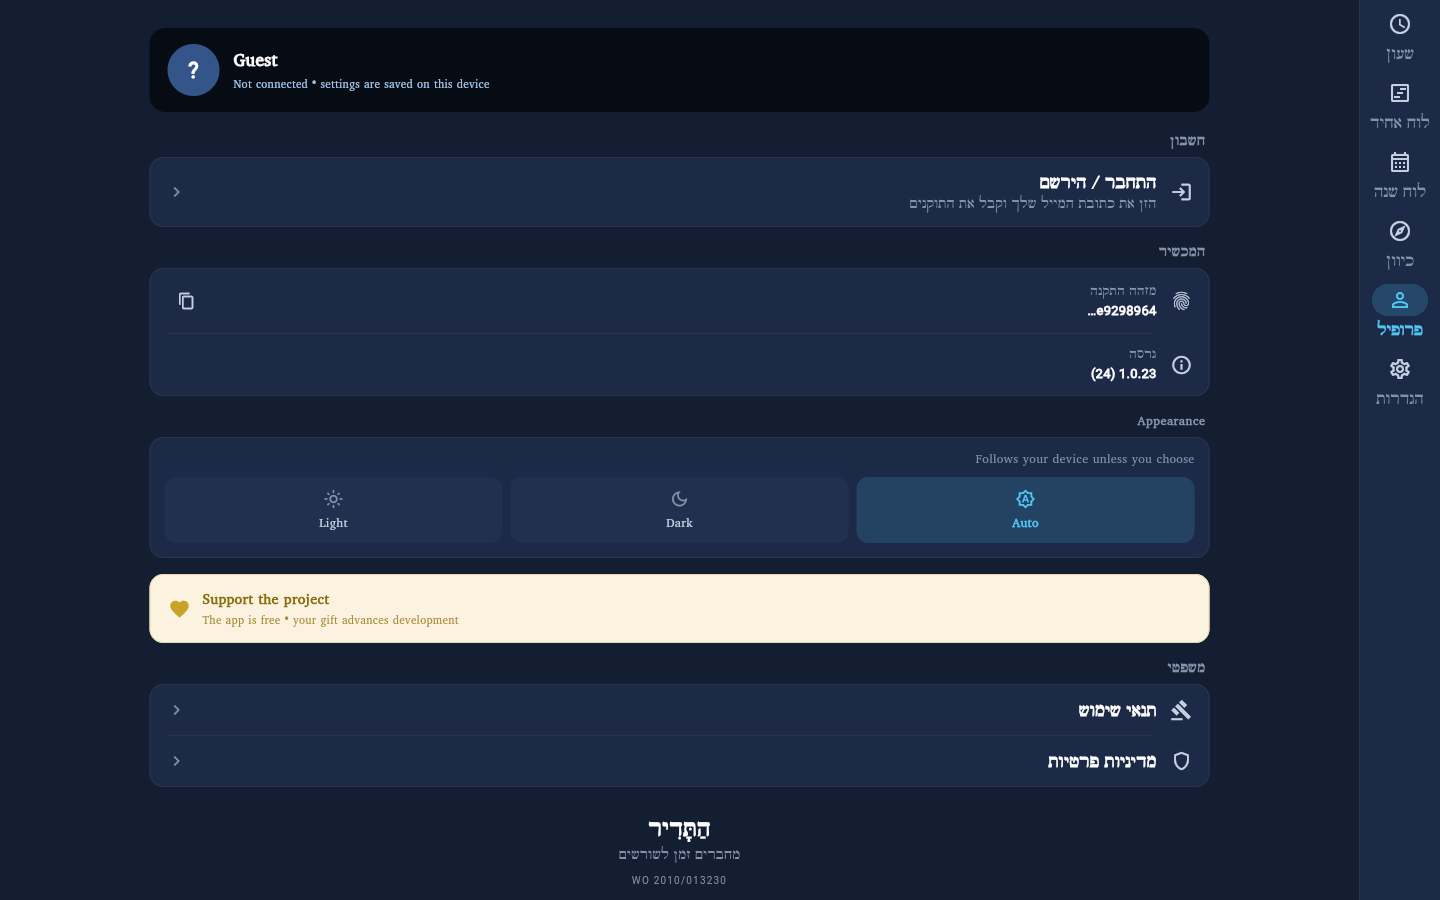 Guest
Not connected • settings are saved on this device
חשבון
התחבר / הירשם
הזן את כתובת המייל שלך וקבל את התוקנים
המכשיר
מזהה התקנה
e9298964…
גרסה
1.0.23 (24)
Appearance
Follows your device unless you choose
Auto
Dark
Light
Support the project
The app is free • your gift advances development
משפטי
תנאי שימוש
מדיניות פרטיות
הַתָּדִיר
מחברים זמן לשורשים
WO 2010/013230
שעון
לוח אחיד
לוח שנה
כיוון
פרופיל
הגדרות